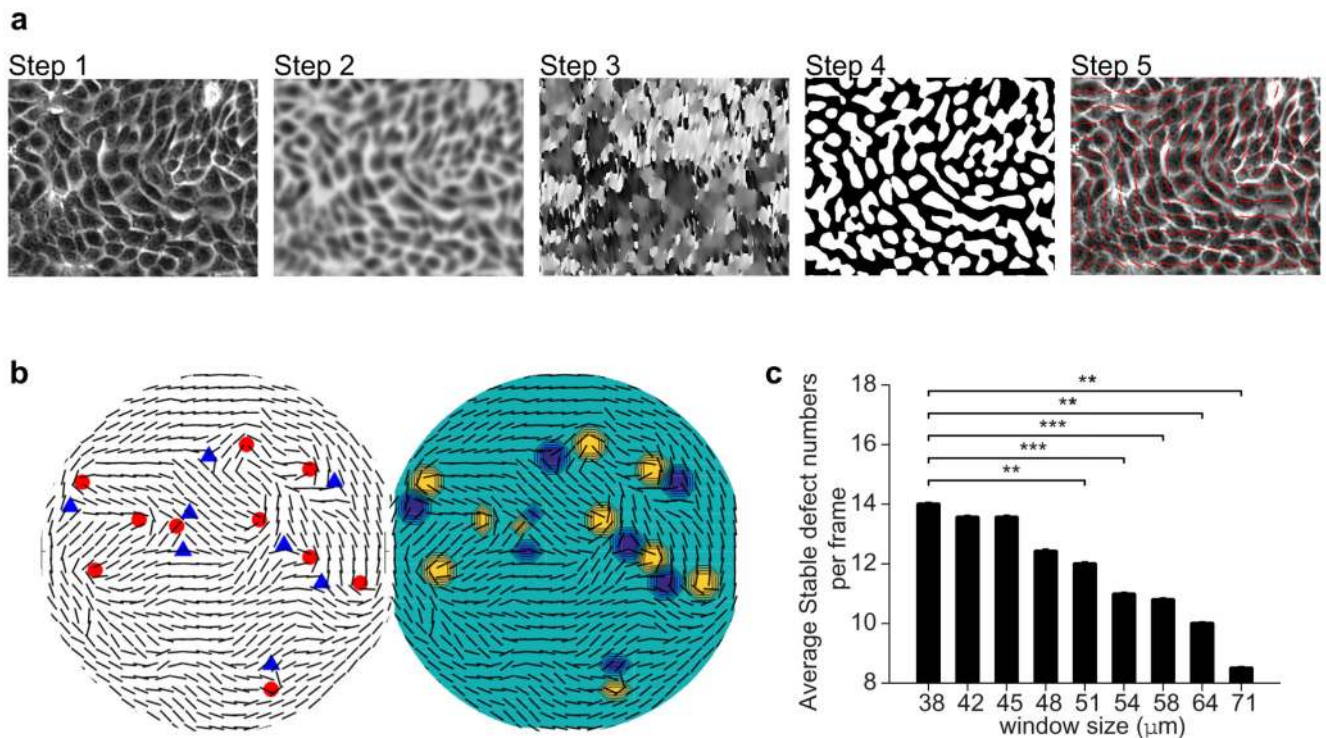 a
Step 1 Step 2 Step 3 Step 4 Step 5
b
c
Average Stable defect numbers
per frame
18
16
14
12
10
8
**
**
***
***
**
38 42 45 48 51 54 58 64 71
window size (μm)